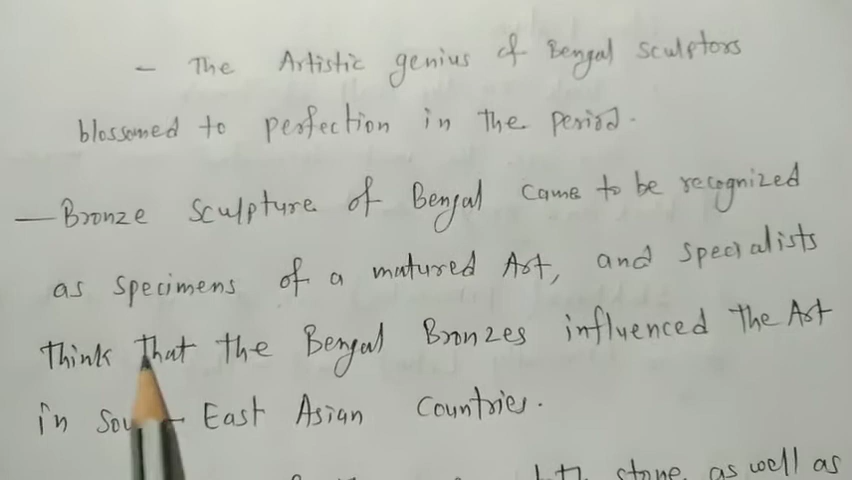 - The Artistic genius of Bengal sculptors
blossomed to perfection in the period.
— Bronze sculpture of Bengal came to be recognized
as specimens of a matured Art, and specialists
think that the Bengal Bronzes influenced the Art
in East Asian Countries.
stone as well as